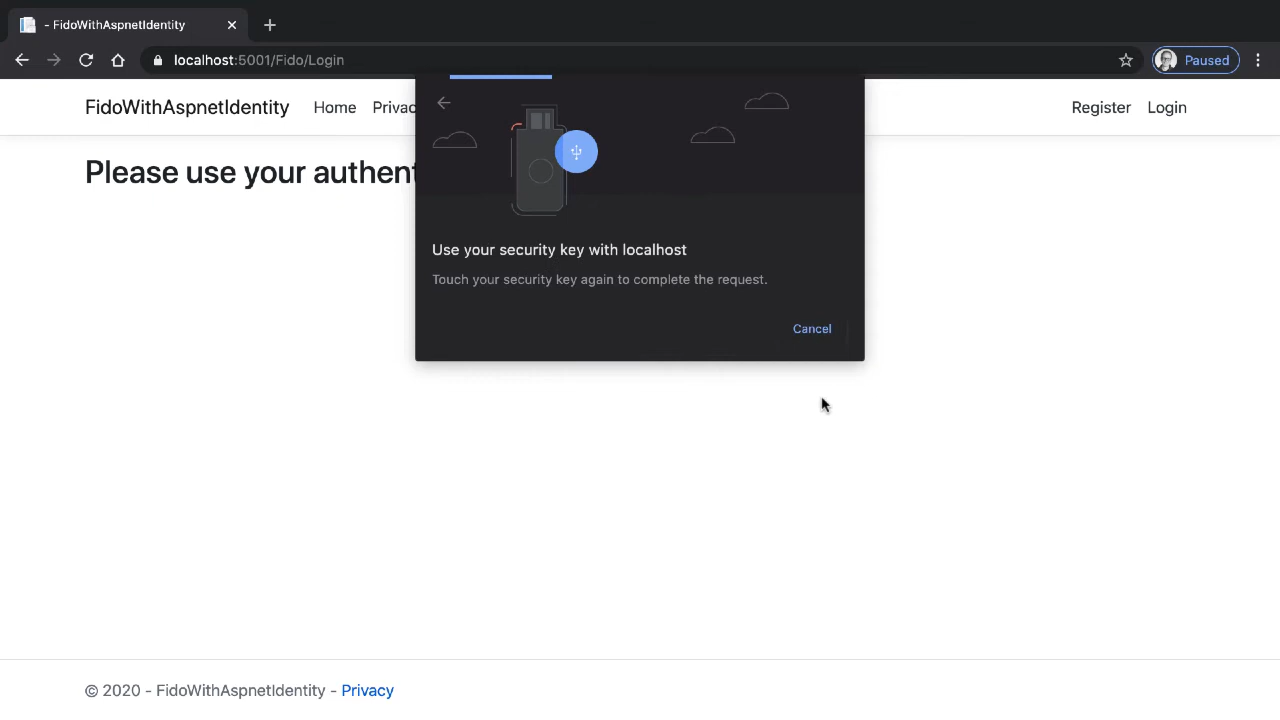 - FidoWithAspnetIdentity
localhost:5001/Fido/Login
Paused
FidoWithAspnetIdentity Home Privac Register Login
Please use your authent
Use your security key with localhost
Touch your security key again to complete the request.
Cancel
© 2020 - FidoWithAspnetIdentity - Privacy